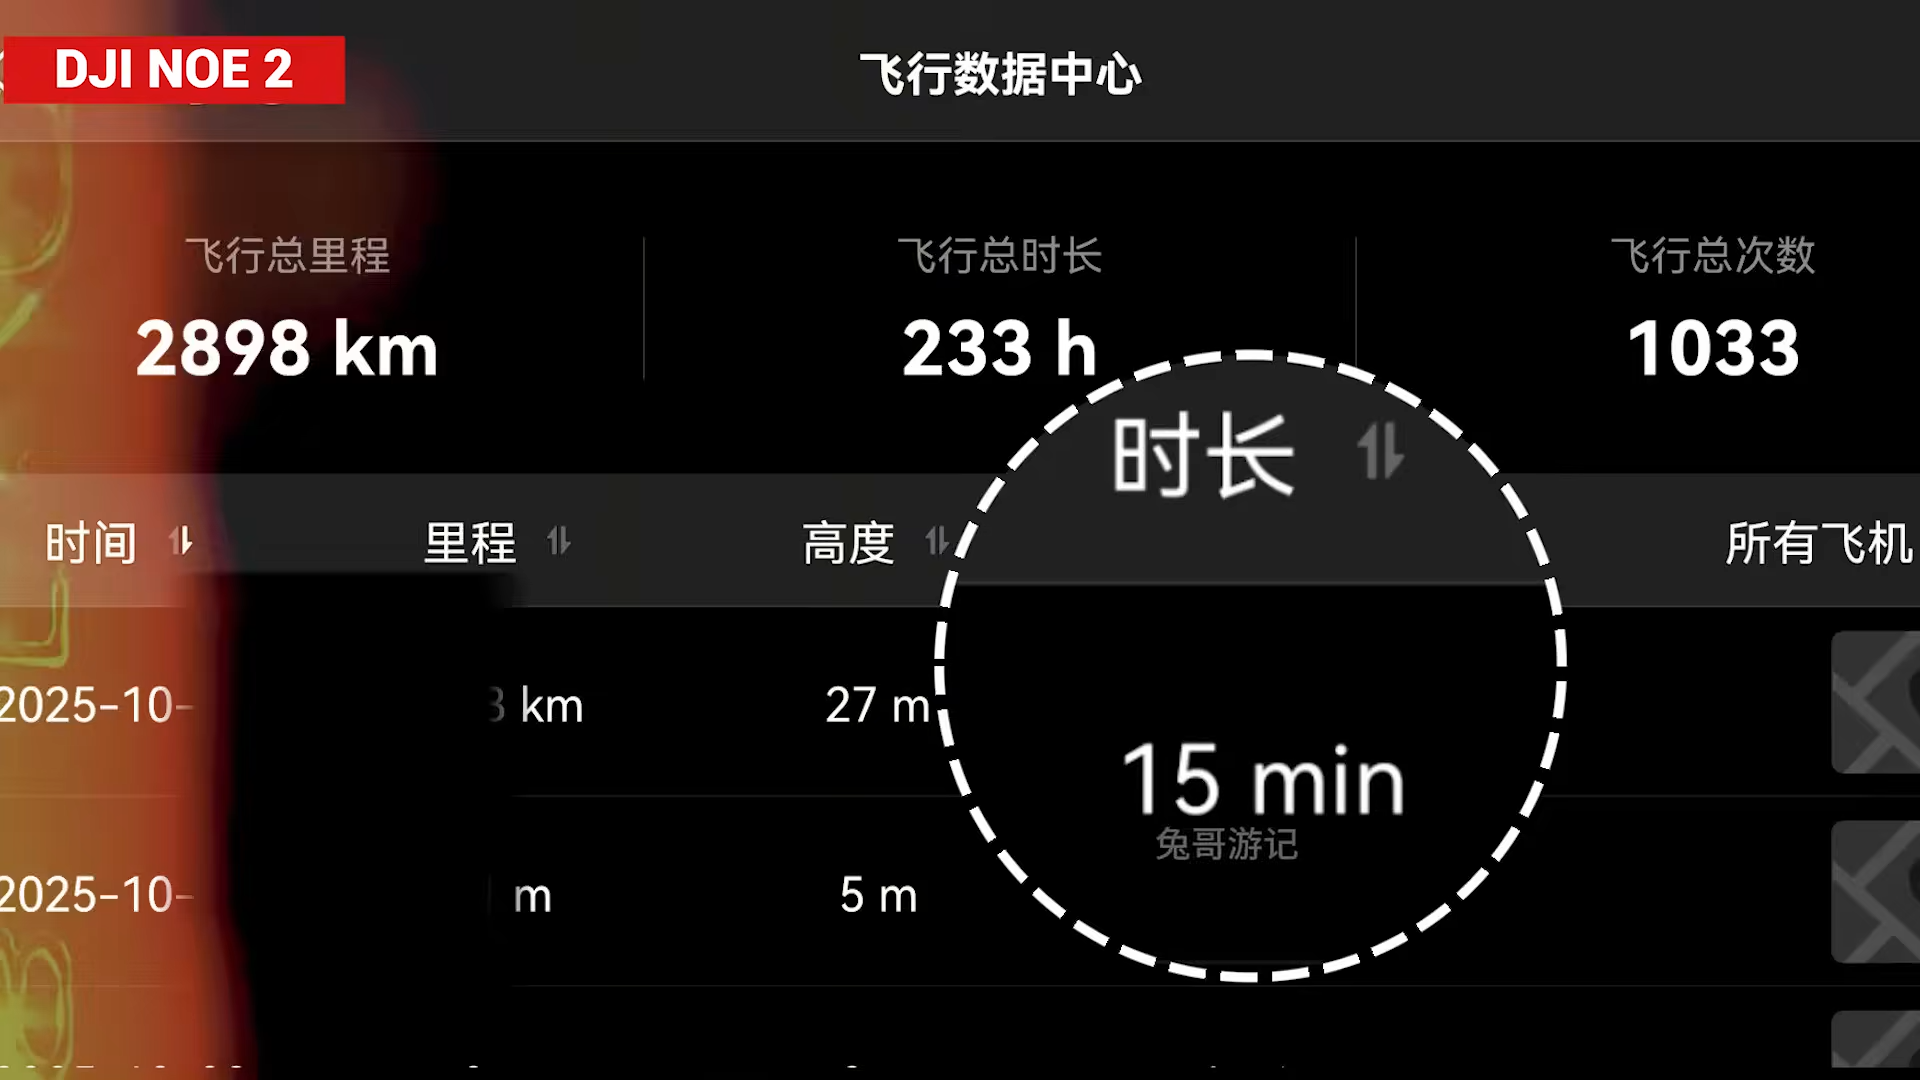 DJI NOE 2
飞行数据中心
飞行总里程
飞行总时长
飞行总次数
2898 km
233 h
1033
时间
里程
高度
时长
所有飞机
2025-10-
km
27 m
15 min
兔哥游记
2025-10-
m
5 m